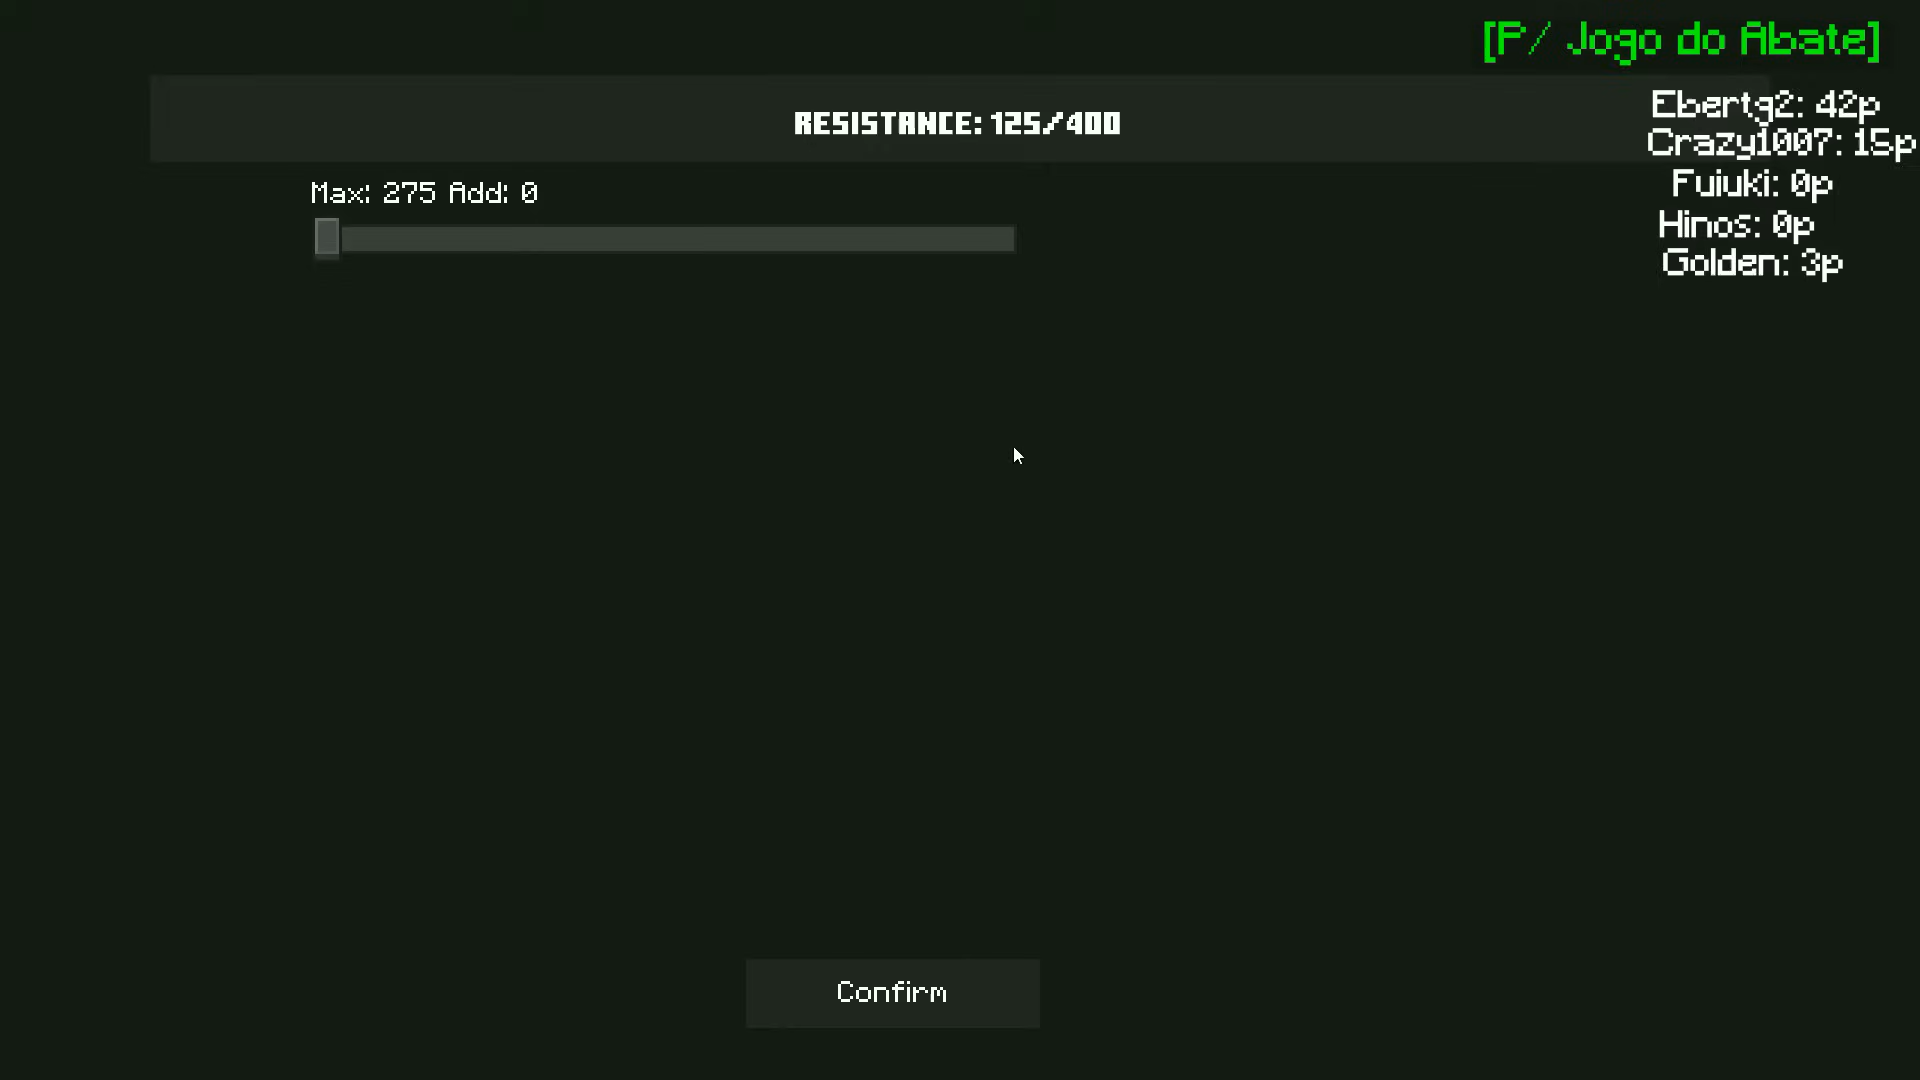 [P/ Jogo do Abate]
RESISTANCE: 125/400
Ebertg2: 42p
Crazy1007: 15p
Max: 275 Add: 0
Fuiuki: 0p
Hinos: 0p
Golden: 3p
Confirm